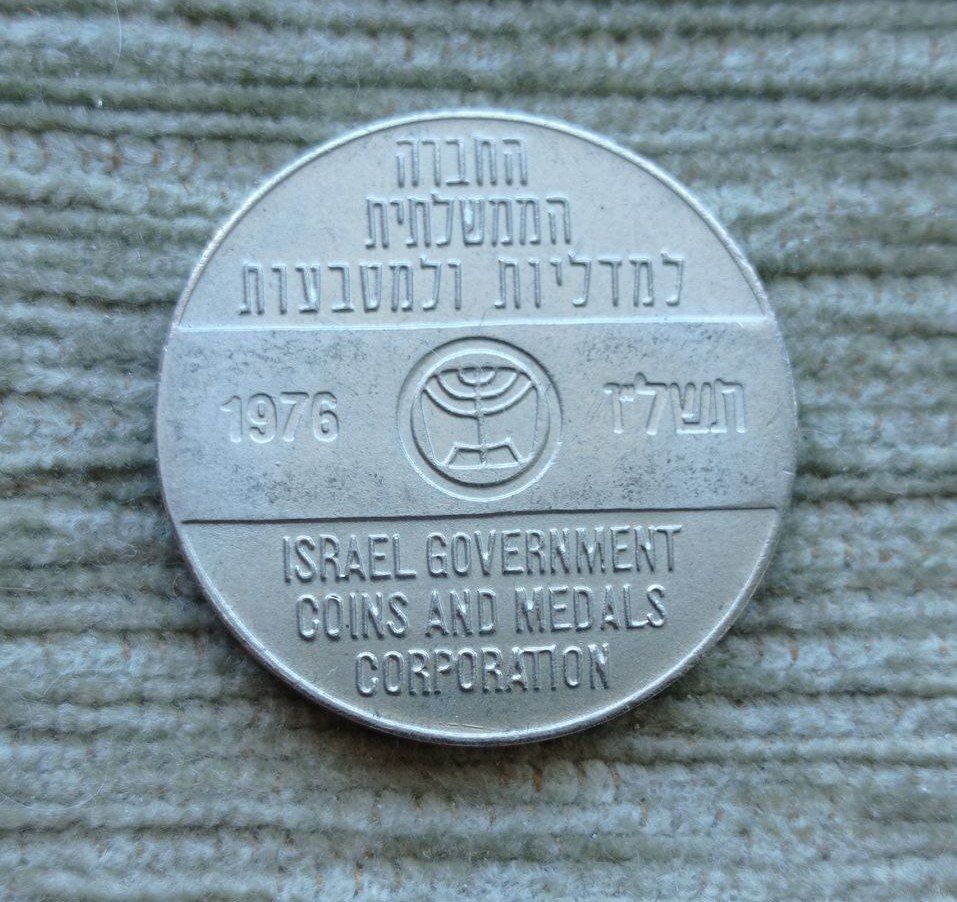 החברה
הממשלתית
למדליות ולמטבעות
1976 תשל"ו
ISRAEL GOVERNMENT
COINS AND MEDALS
CORPORATION